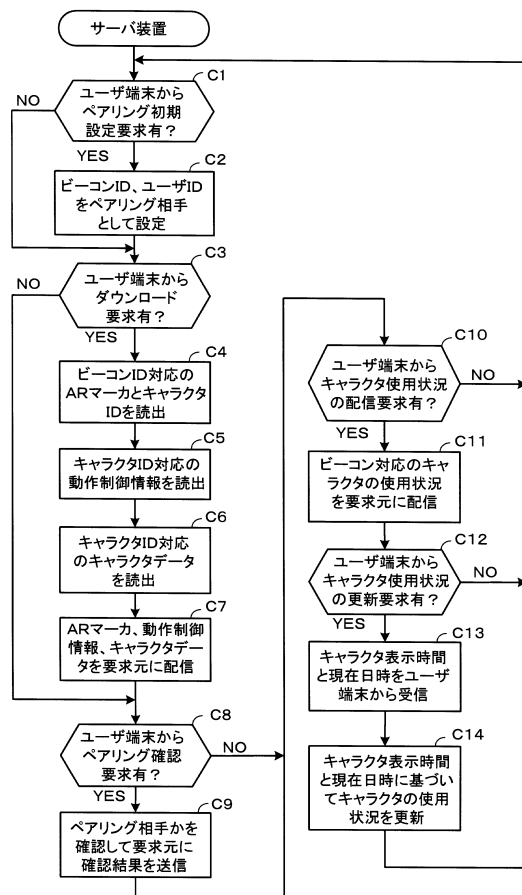 サーバ装置
C1
ユーザ端末から
ペアリング初期
設定要求有？
NO
YES
C2
ビーコンID、ユーザID
をペアリング相手
として設定
C3
ユーザ端末から
ダウンロード
要求有？
NO
YES
C4
ビーコンID対応の
ARマーカとキャラクタ
IDを読出
C5
キャラクタID対応の
動作制御情報を読出
C6
キャラクタID対応
のキャラクタデータ
を読出
C7
ARマーカ、動作制御
情報、キャラクタデー
タを要求元に配信
C8
ユーザ端末から
ペアリング確認
要求有？
NO
YES
C9
ペアリング相手かを
確認して要求元に
確認結果を送信
C10
ユーザ端末から
キャラクタ使用状況
の配信要求有？
NO
YES
C11
ビーコン対応のキャ
ラクタの使用状況
を要求元に配信
C12
ユーザ端末から
キャラクタ使用状況
の更新要求有？
NO
YES
C13
キャラクタ表示時間
と現在日時をユーザ
端末から受信
C14
キャラクタ表示時間
と現在日時に基づい
てキャラクタの使用
状況を更新